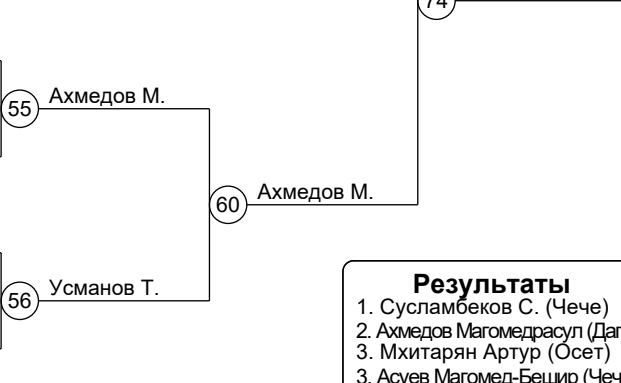 74
Ахмедов М.
55
Ахмедов М.
60
Усманов Т.
56
Результаты
1. Сусламбеков С. (Чече)
2. Ахмедов Магомедрасул (Даг
3. Мхитарян Артур (Осет)
3. Асуев Магомед-Бешир (Чеч